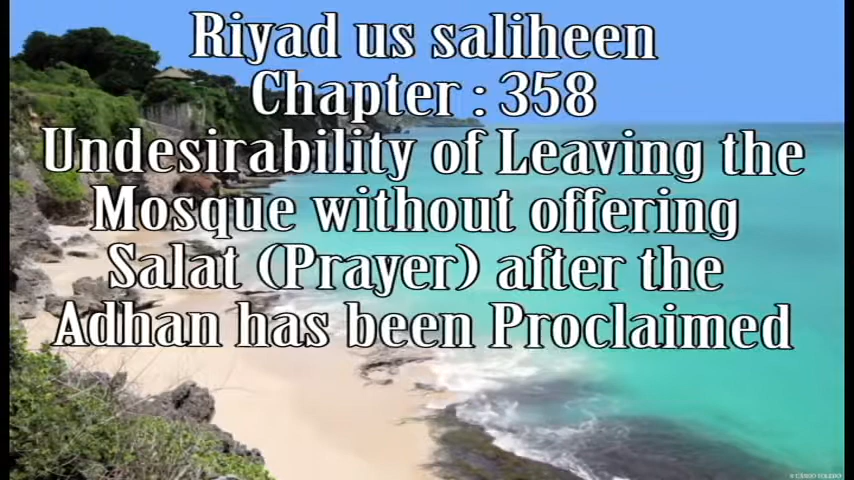 Riyad us saliheen
Chapter : 358
Undesirability of Leaving the
Mosque without offering
Salat (Prayer) after the
Adhan has been Proclaimed